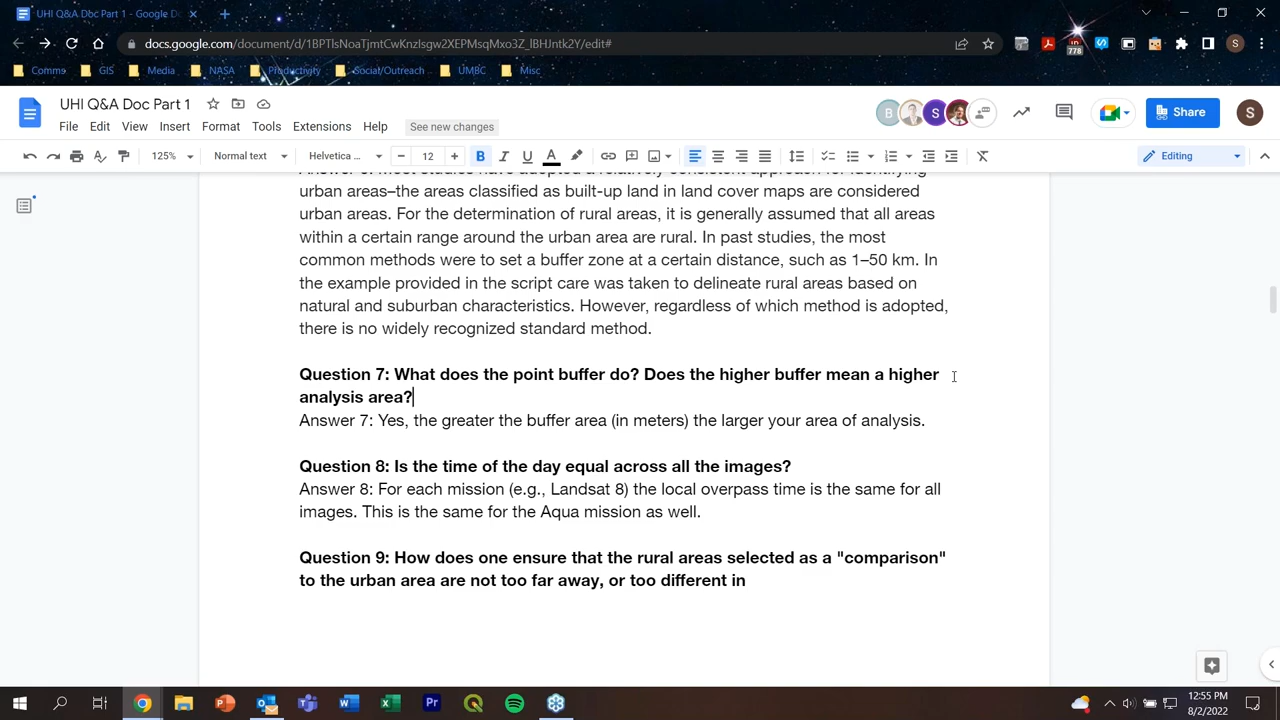 UHI Q&A Doc Part 1 - Google Do
docs.google.com/document/d/1BPTlsNoaTjmtCwKnzlsgw2XEPMsqMxo3Z_lBHJntk2Y/edit#
778
S
Comms GIS Media NASA Productivity Social/Outreach UMBC Misc
UHI Q&A Doc Part 1
B S Share S
File Edit View Insert Format Tools Extensions Help See new changes
125% Normal text Helvetica ... 12 B I U A Editing
urban areas–the areas classified as built-up land in land cover maps are considered
urban areas. For the determination of rural areas, it is generally assumed that all areas
within a certain range around the urban area are rural. In past studies, the most
common methods were to set a buffer zone at a certain distance, such as 1–50 km. In
the example provided in the script care was taken to delineate rural areas based on
natural and suburban characteristics. However, regardless of which method is adopted,
there is no widely recognized standard method.
Question 7: What does the point buffer do? Does the higher buffer mean a higher
analysis area?
Answer 7: Yes, the greater the buffer area (in meters) the larger your area of analysis.
Question 8: Is the time of the day equal across all the images?
Answer 8: For each mission (e.g., Landsat 8) the local overpass time is the same for all
images. This is the same for the Aqua mission as well.
Question 9: How does one ensure that the rural areas selected as a "comparison"
to the urban area are not too far away, or too different in
12:55 PM
8/2/2022